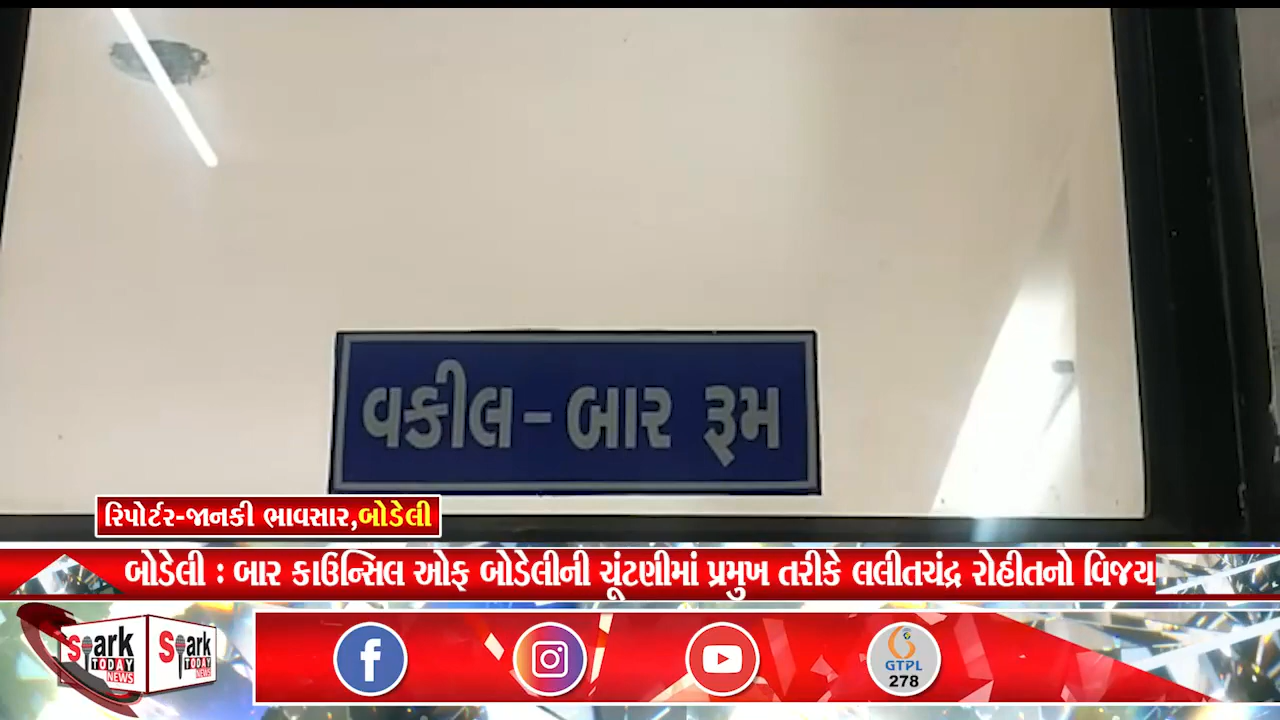 વકીલ - બાર રૂમ
રિપોર્ટર-જાનકી ભાવસાર,બોડેલી
બોડેલી : બાર કાઉન્સિલ ઓફ બોડેલીની ચૂંટણીમાં પ્રમુખ તરીકે લલીતચંદ્ર રોહીતનો વિજય
Spark TODAY NEWS
Spark TODAY NEWS
GTPL
278